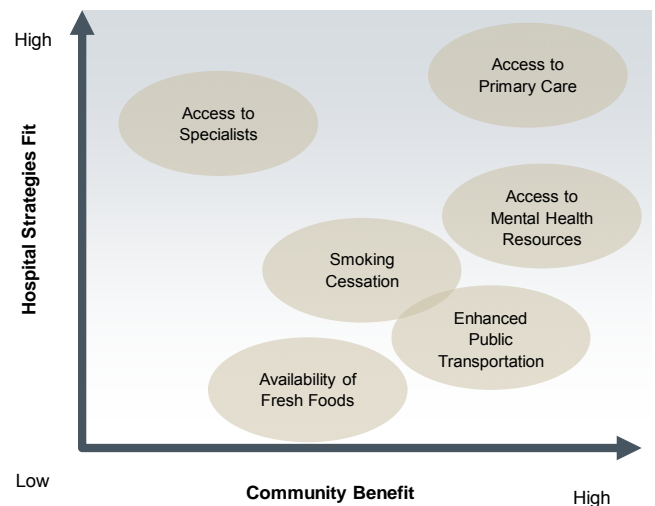 High
Hospital Strategies Fit
Access to
Primary Care
Access to
Specialists
Access to
Mental Health
Resources
Smoking
Cessation
Enhanced
Public
Transportation
Availability of
Fresh Foods
Low
Community Benefit
High